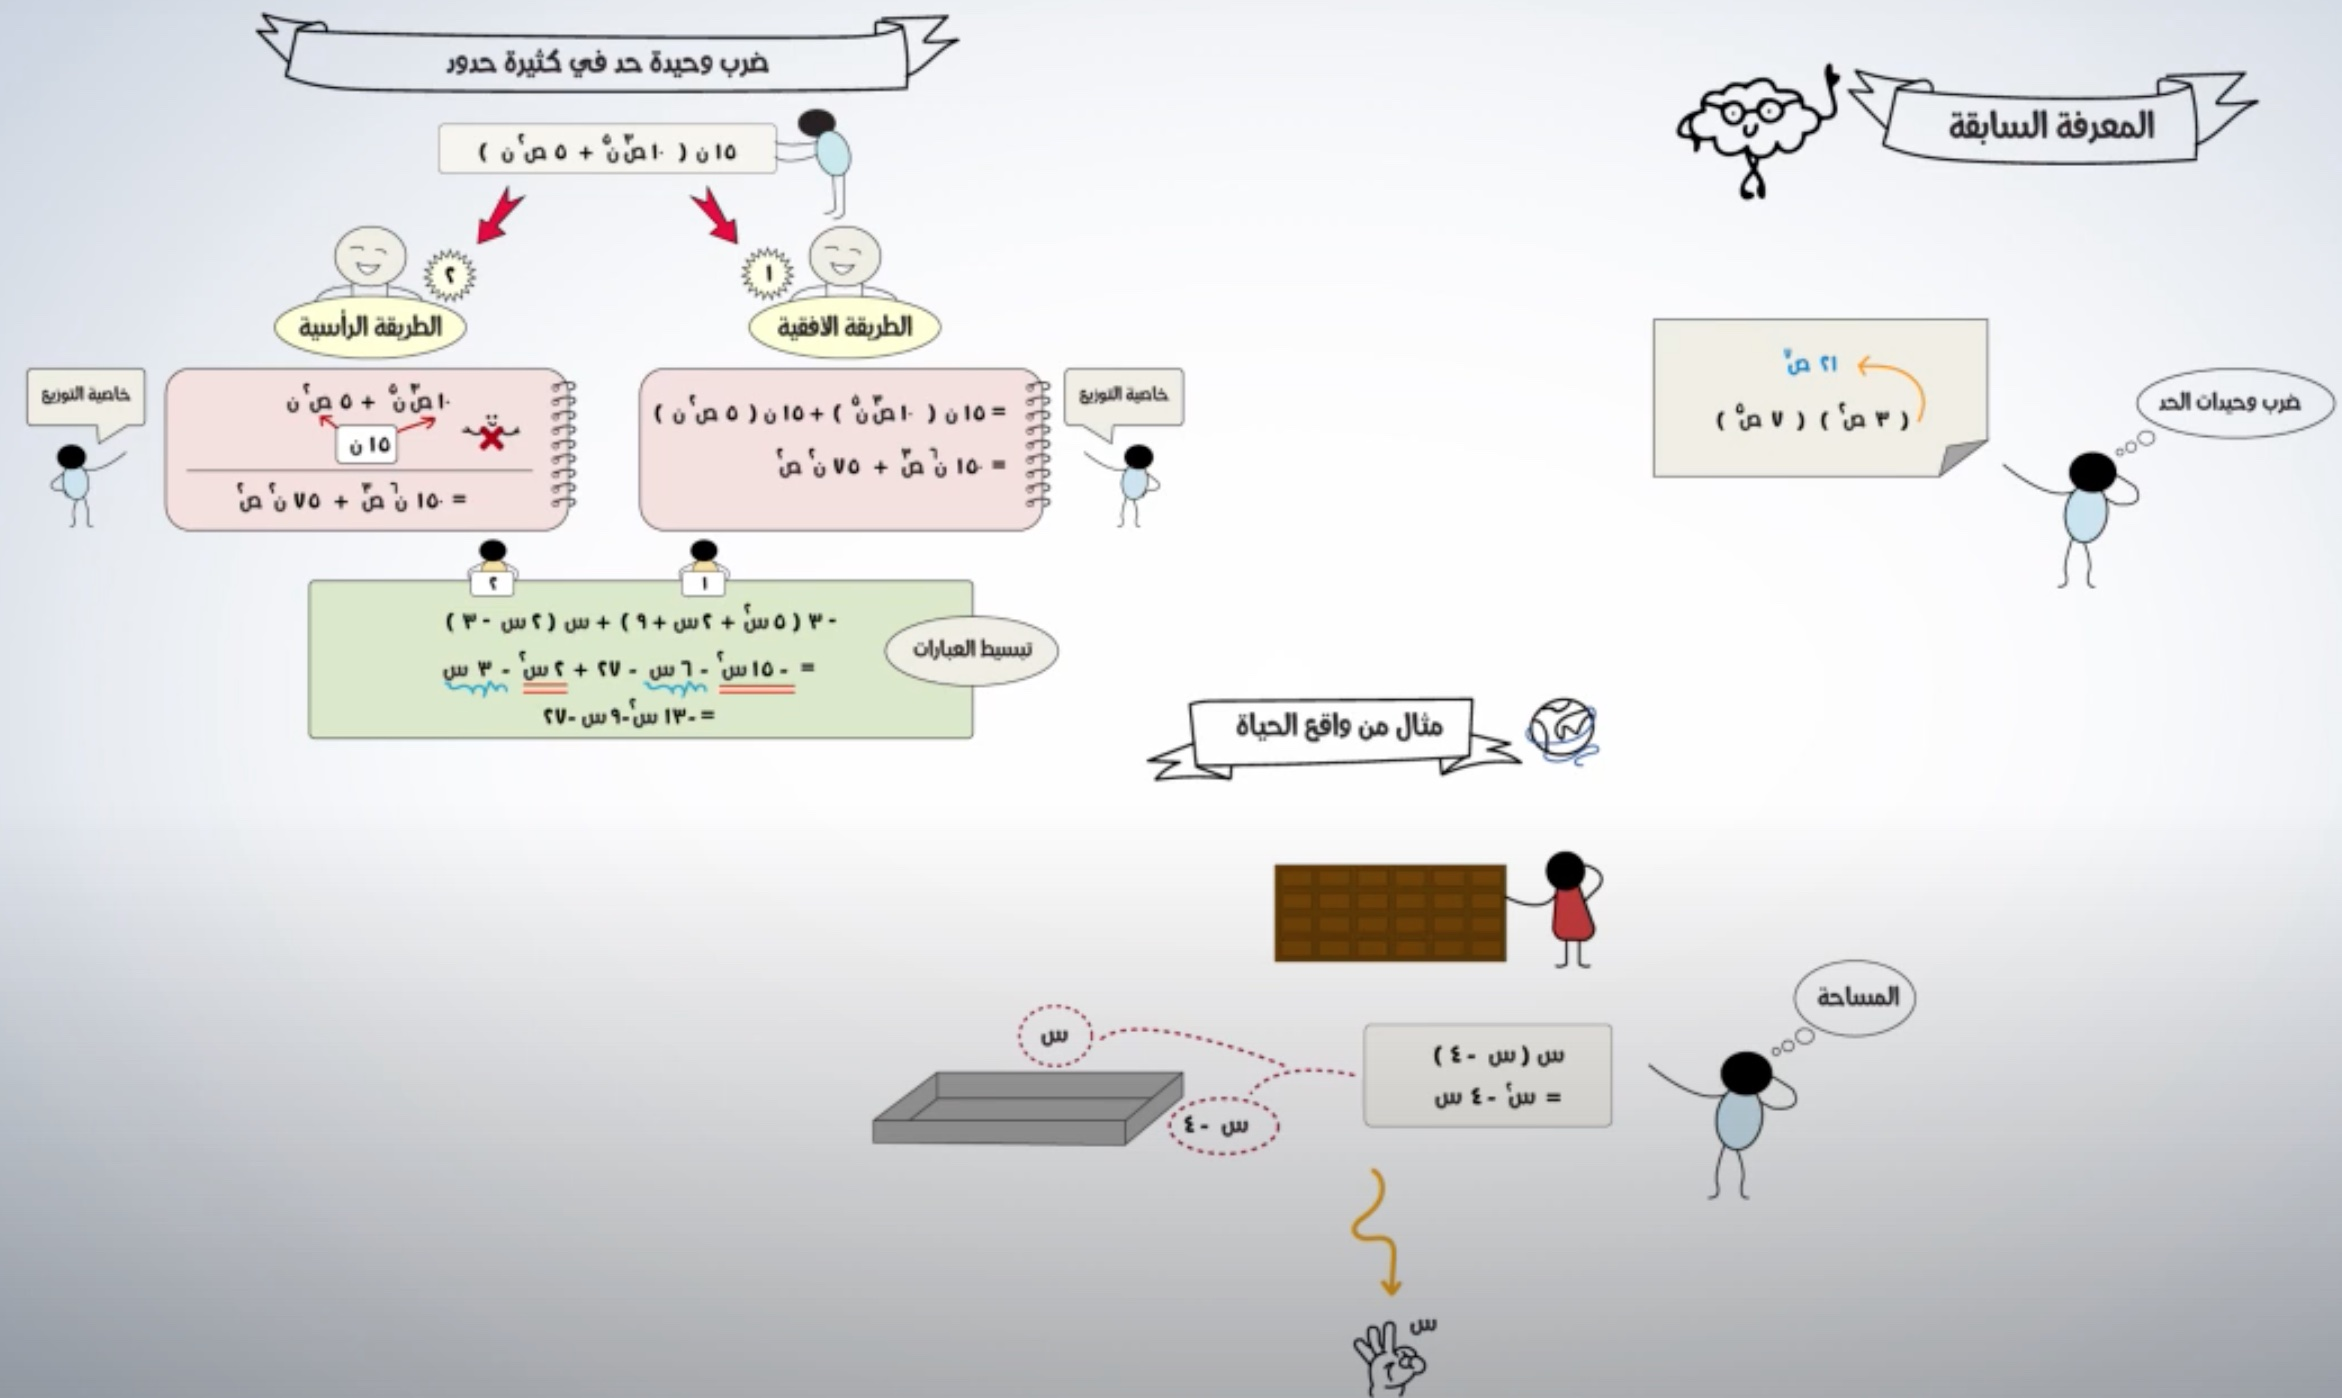 المعرفة السابقة
ضرب وحيدات الحد
٢١ ص٧
( ٣ ص٢ ) ( ٧ ص٥ )
ضرب وحيدة حد في كثيرة حدود
١٥ ن ( ١٠ ص٣ ن٥ + ٥ ص٢ ن )
١
الطريقة الافقية
خاصية التوزيع
= ١٥ ن ( ١٠ ص٣ ن٥ ) + ١٥ ن ( ٥ ص٢ ن )
= ١٥٠ ن٦ ص٣ + ٧٥ ن٢ ص٢
٢
الطريقة الرأسية
خاصية التوزيع
١٠ ص٣ ن٥ + ٥ ص٢ ن
١٥ ن
= ١٥٠ ن٦ ص٣ + ٧٥ ن٢ ص٢
١
٢
تبسيط العبارات
- ٣ ( ٥ س٢ + ٢ س + ٩ ) + س ( ٢ س - ٣ )
= - ١٥ س٢ - ٦ س - ٢٧ + ٢ س٢ - ٣ س
= -١٣ س٢ -٩ س -٢٧
مثال من واقع الحياة
المساحة
س ( س -٤ )
= س٢ -٤ س
س
س -٤
س